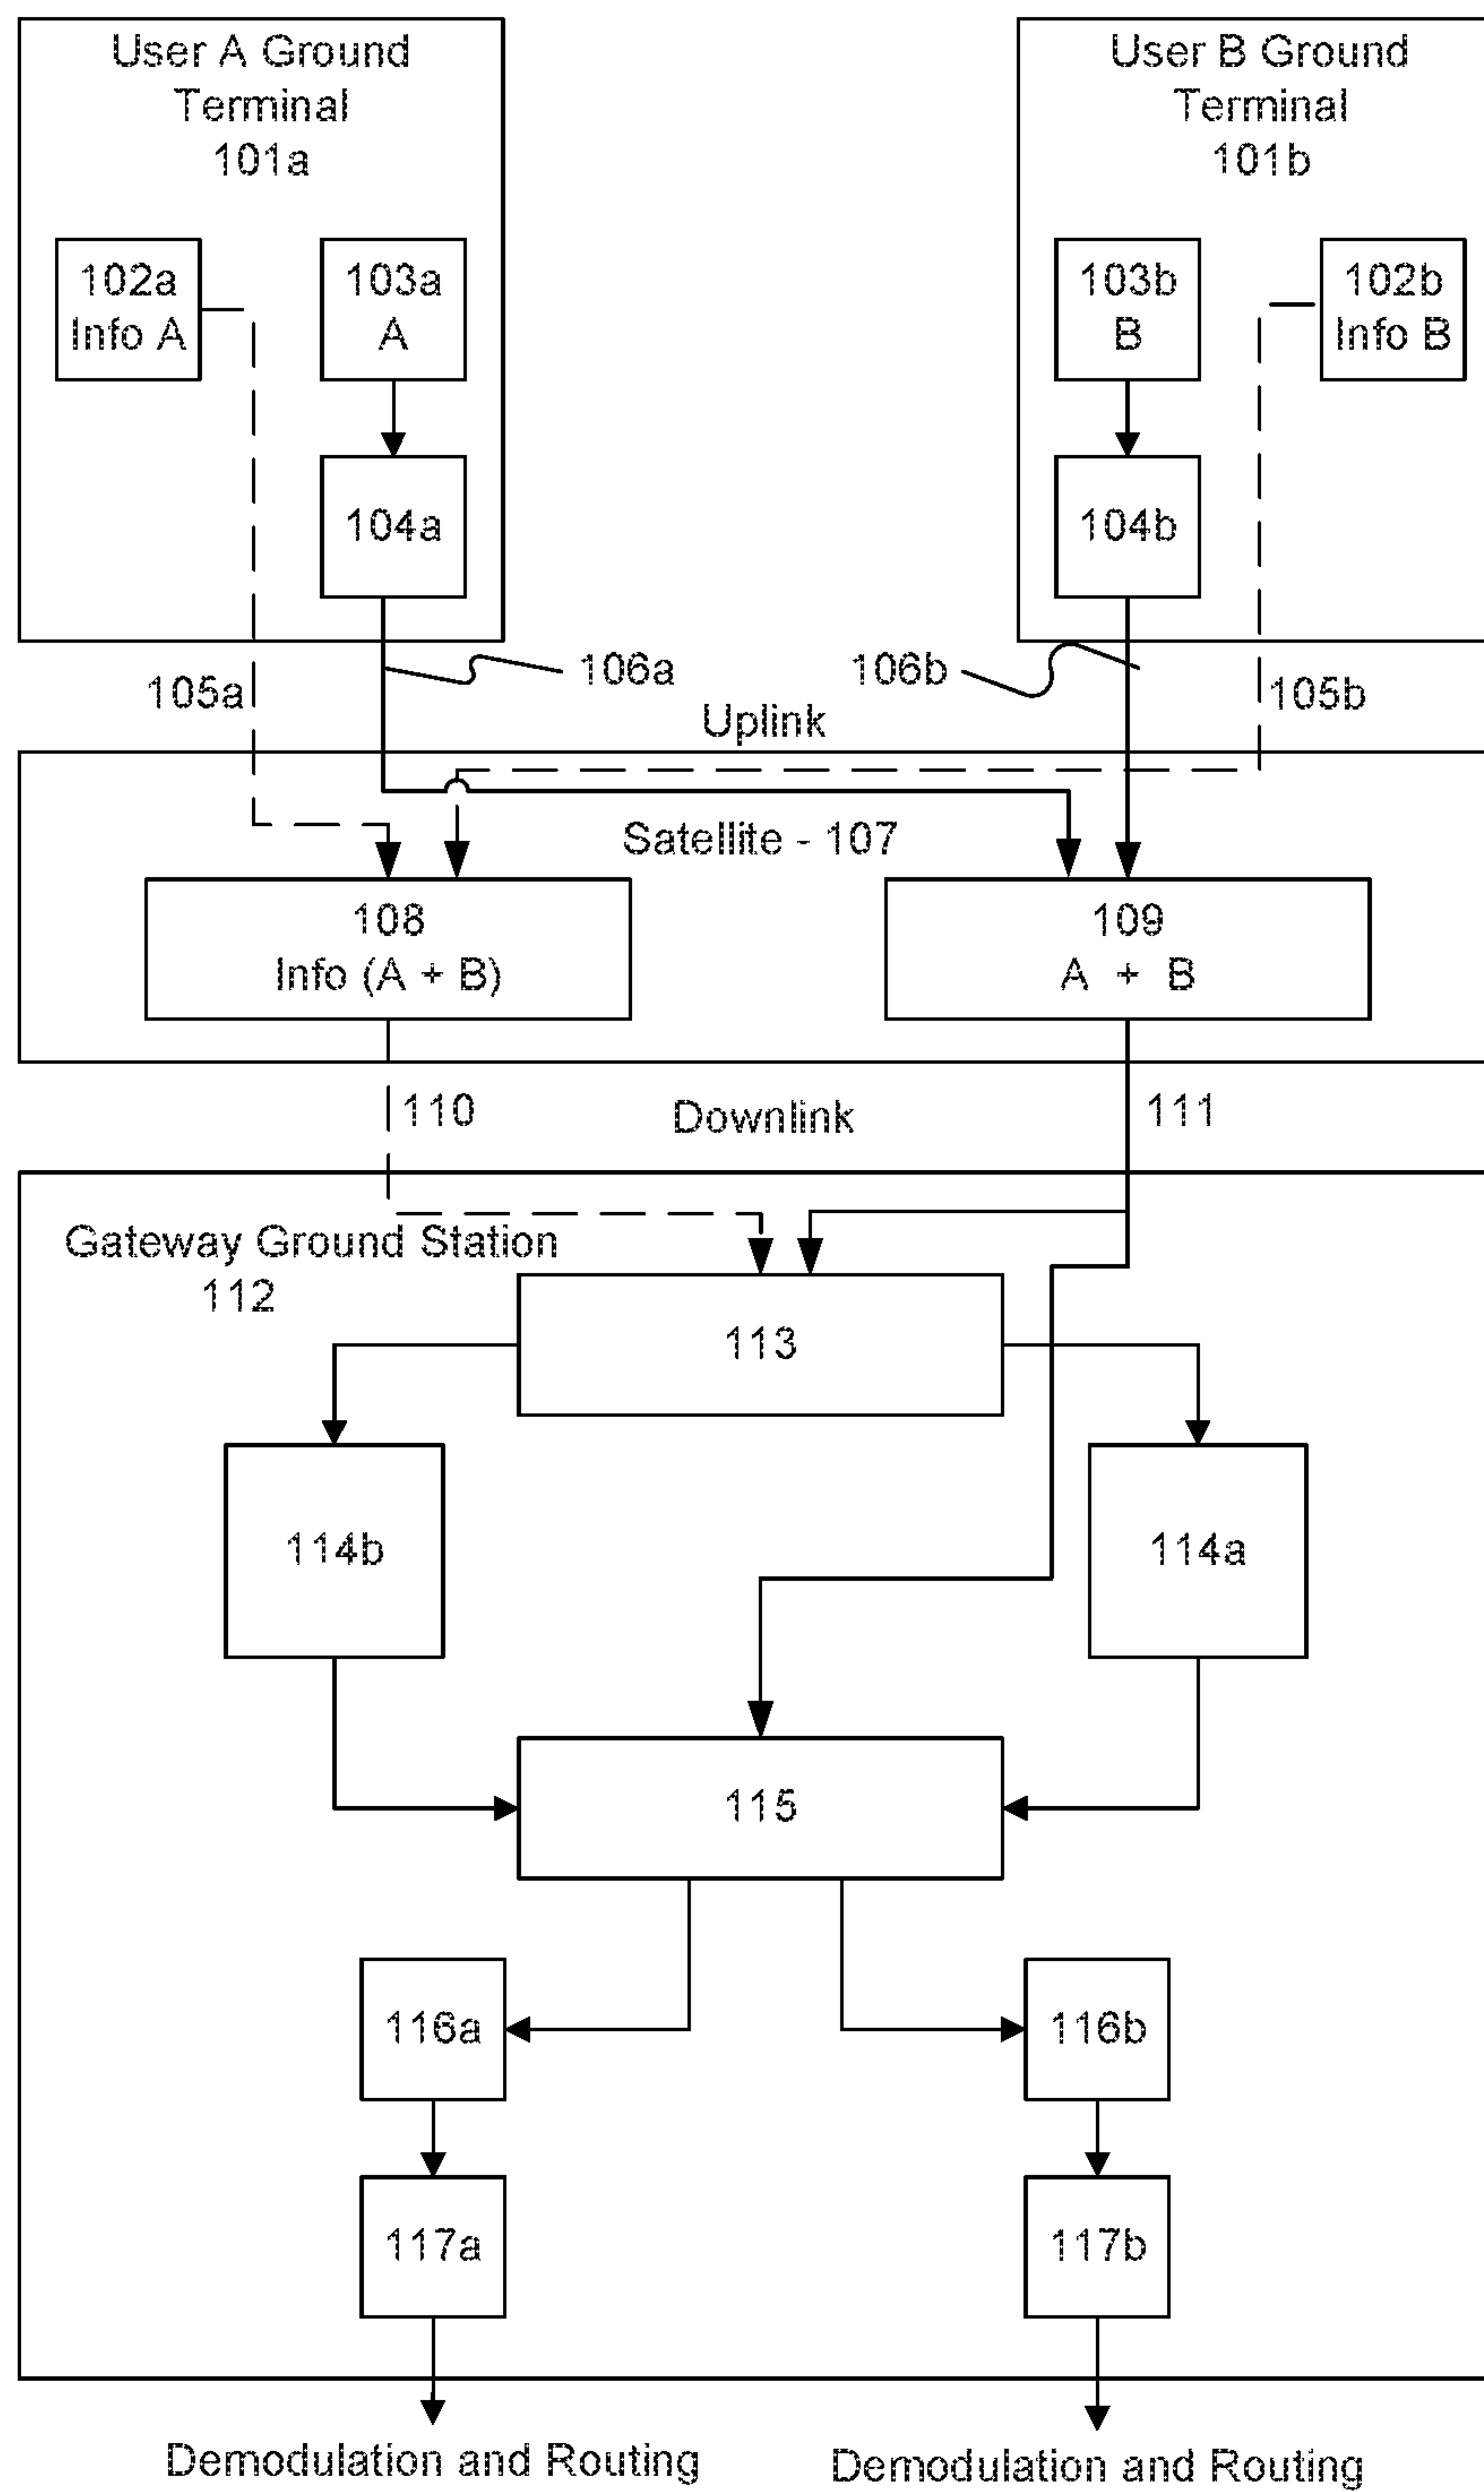 User A Ground
Terminal
101a
User B Ground
Terminal
101b
102a
Info A
103a
A
103b
B
102b
Info B
104a
104b
105a
106a
106b
105b
Uplink
Satellite - 107
108
Info (A + B)
109
A + B
110
Downlink
111
Gateway Ground Station
112
113
114b
114a
115
116a
116b
117a
117b
Demodulation and Routing
Demodulation and Routing